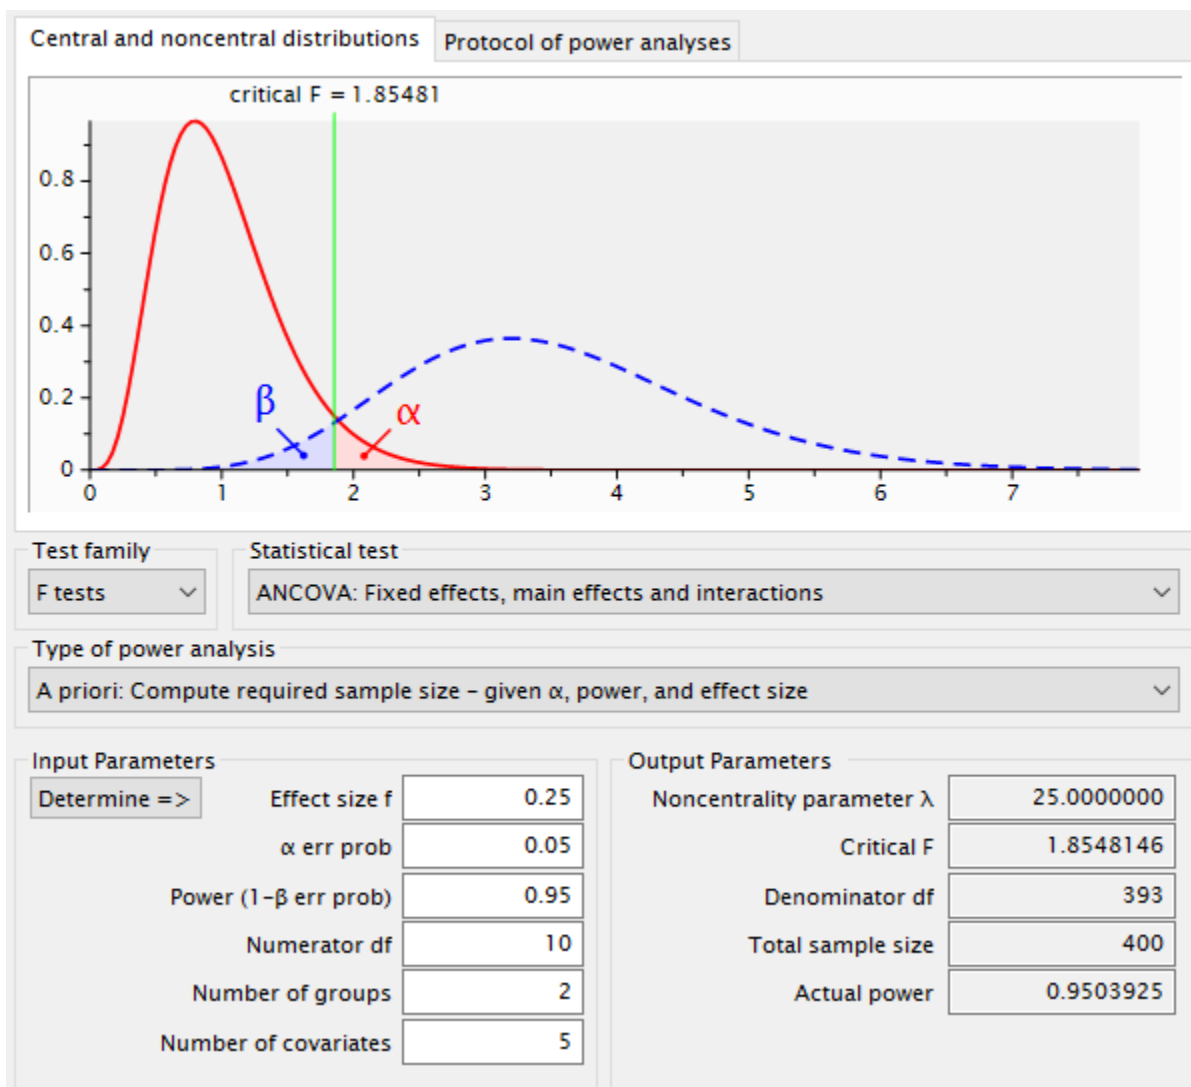 Central and noncentral distributions Protocol of power analyses
critical F = 1.85481
0.8
0.6
0.4
0.2
0
β α
0 1 2 3 4 5 6 7
Test family Statistical test
F tests ANCOVA: Fixed effects, main effects and interactions
Type of power analysis
A priori: Compute required sample size – given α, power, and effect size
Input Parameters Output Parameters
Determine => Effect size f 0.25 Noncentrality parameter λ 25.0000000
α err prob 0.05 Critical F 1.8548146
Power (1-β err prob) 0.95 Denominator df 393
Numerator df 10 Total sample size 400
Number of groups 2 Actual power 0.9503925
Number of covariates 5